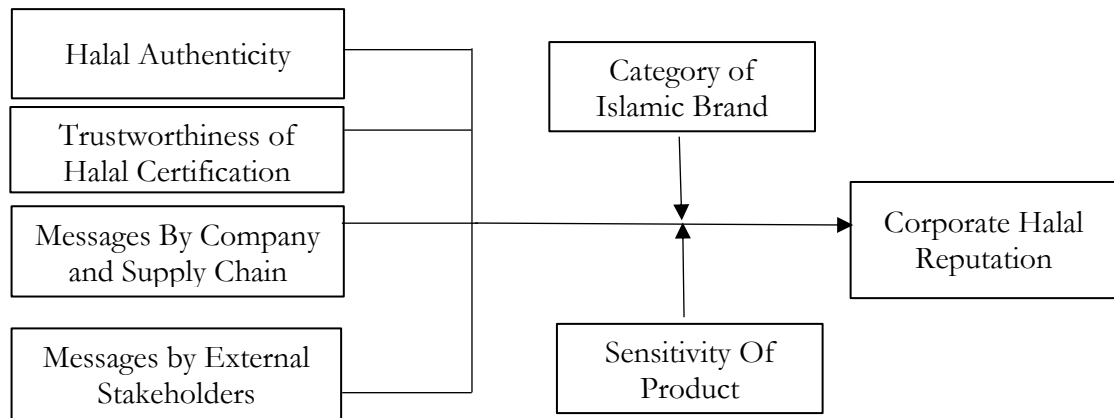 Halal Authenticity
Trustworthiness of
Halal Certification
Messages By Company
and Supply Chain
Messages by External
Stakeholders
Category of
Islamic Brand
Sensitivity Of
Product
Corporate Halal
Reputation